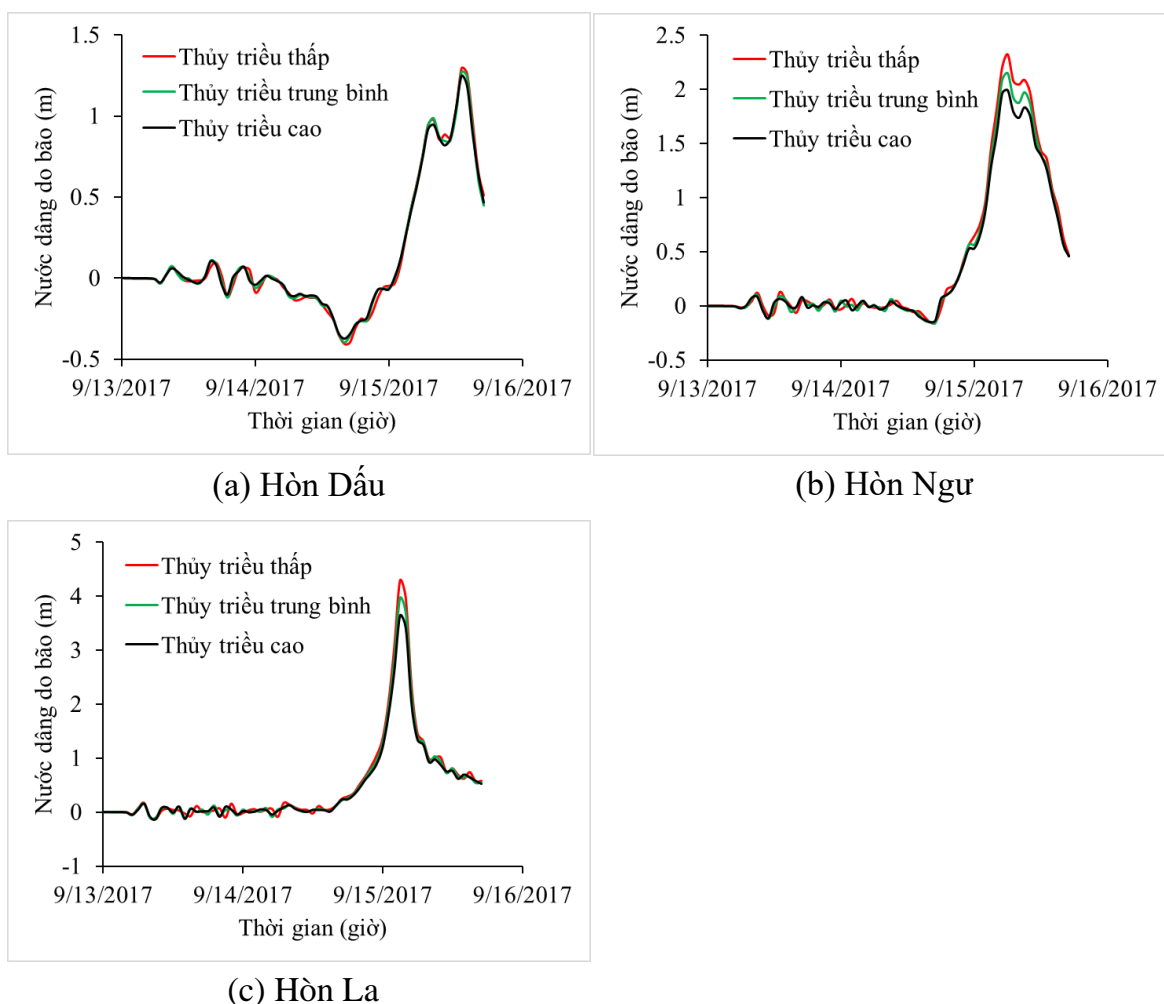 1.5
1
0.5
0
-0.5
Nước dâng do bão (m)
Thủy triều thấp
Thủy triều trung bình
Thủy triều cao
9/13/2017 9/14/2017 9/15/2017 9/16/2017
Thời gian (giờ)
(a) Hòn Dấu
2.5
2
1.5
1
0.5
0
-0.5
Nước dâng do bão (m)
Thủy triều thấp
Thủy triều trung bình
Thủy triều cao
9/13/2017 9/14/2017 9/15/2017 9/16/2017
Thời gian (giờ)
(b) Hòn Ngư
5
4
3
2
1
0
-1
Nước dâng do bão (m)
Thủy triều thấp
Thủy triều trung bình
Thủy triều cao
9/13/2017 9/14/2017 9/15/2017 9/16/2017
Thời gian (giờ)
(c) Hòn La